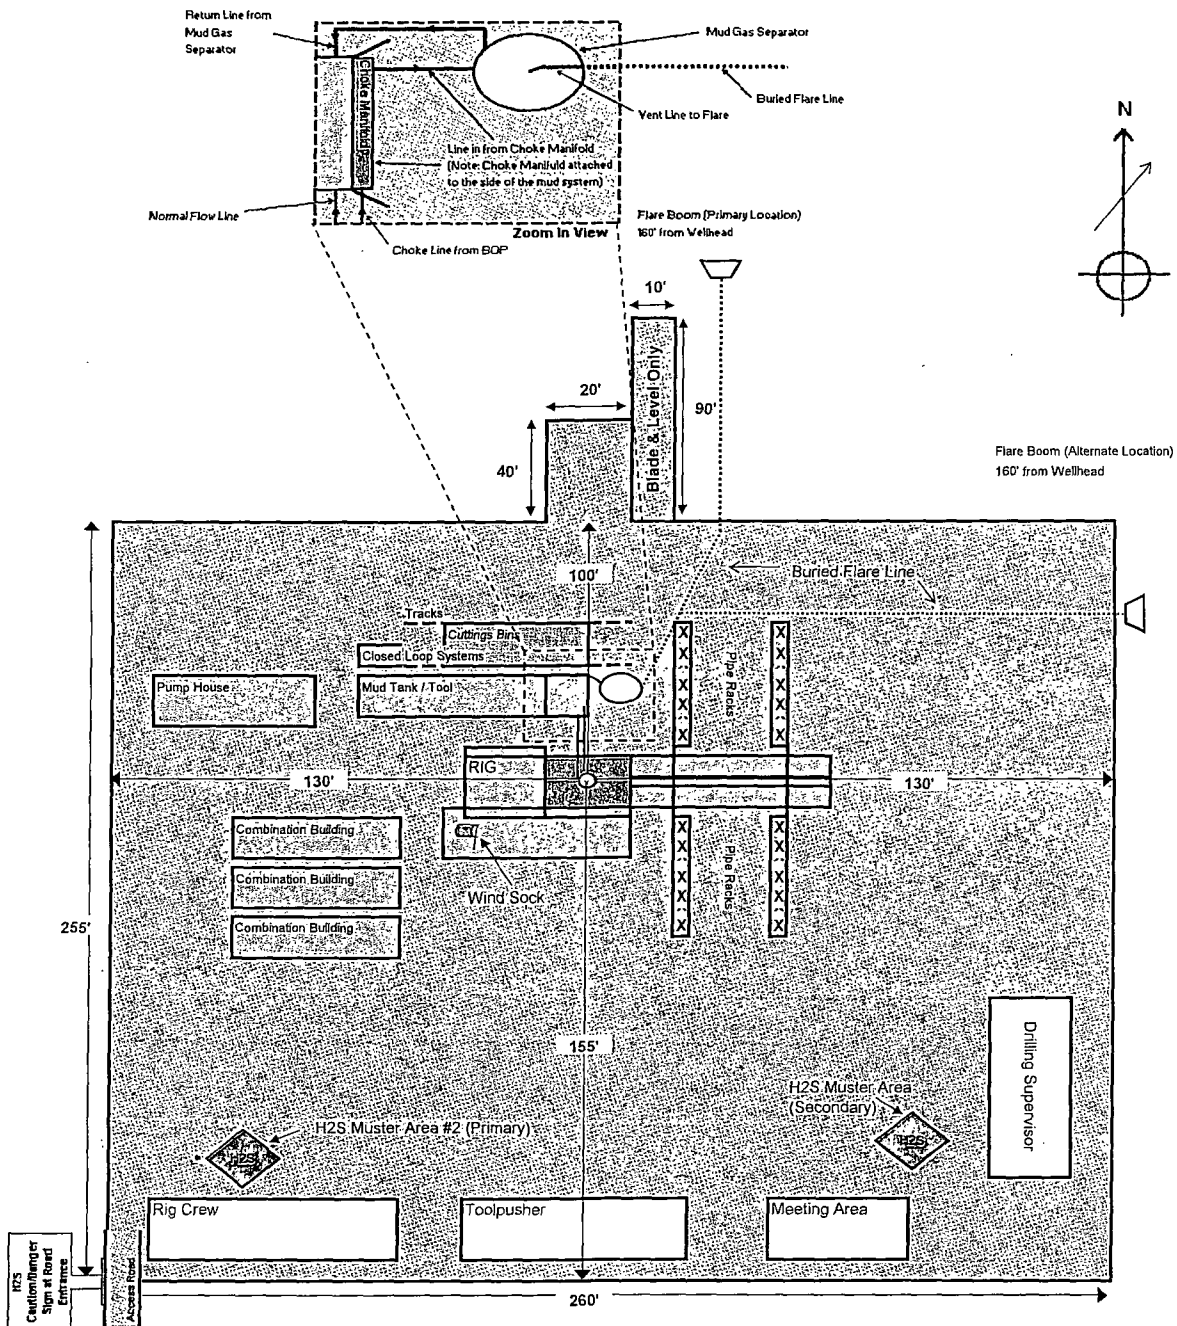 Return Line from
Mud Gas
Separator
Mud Gas Separator
Choke Manifold
Buried Flare Line
Vent Line to Flare
Line in from Choke Manifold
(Note: Choke Manifold attached
to the side of the mud system)
Normal Flow Line
Choke Line from BOP
Zoom In View
Flare Boom (Primary Location)
160' from Wellhead
N
10'
20'
Blade & Level Only
90'
40'
Flare Boom (Alternate Location)
160' from Wellhead
100'
Buried Flare Line
Tracks
Cuttings Bins
Closed Loop Systems
Pump House
Mud Tank / Tool
X X X X X
Pipe Racks
X X X X X
RIG
130'
130'
Combination Building
Combination Building
Combination Building
Wind Sock
X X X X X
Pipe Racks
X X X X X
255'
155'
Drilling Supervisor
H2S Muster Area
(Secondary)
H2S
H2S Muster Area #2 (Primary)
H2S
Rig Crew
Toolpusher
Meeting Area
H2S
Caution/Danger
Sign at Road
Entrance
Access Road
260'